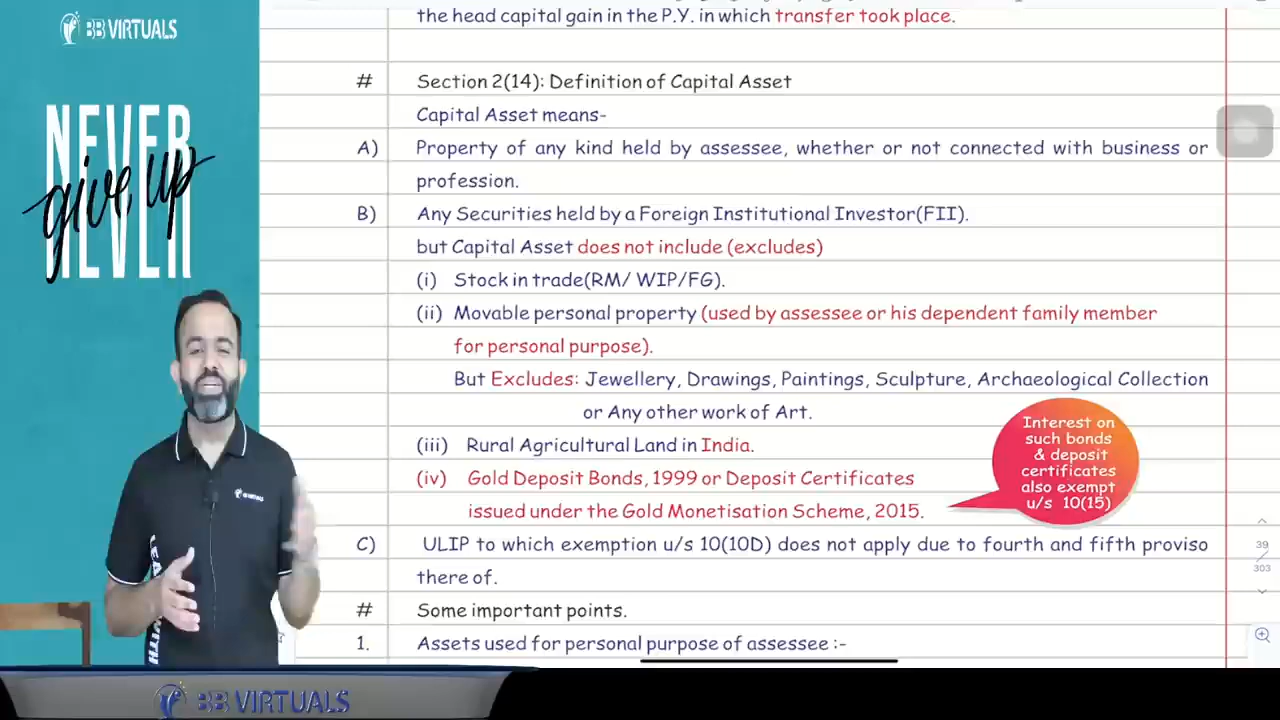 BB VIRTUALS
NEVER
give up
NEVER
the head capital gain in the P.Y. in which transfer took place.
# Section 2(14): Definition of Capital Asset
Capital Asset means-
A) Property of any kind held by assessee, whether or not connected with business or
profession.
B) Any Securities held by a Foreign Institutional Investor(FII).
but Capital Asset does not include (excludes)
(i) Stock in trade(RM/ WIP/FG).
(ii) Movable personal property (used by assessee or his dependent family member
for personal purpose).
But Excludes: Jewellery, Drawings, Paintings, Sculpture, Archaeological Collection
or Any other work of Art.
(iii) Rural Agricultural Land in India.
(iv) Gold Deposit Bonds, 1999 or Deposit Certificates
issued under the Gold Monetisation Scheme, 2015.
Interest on
such bonds
& deposit
certificates
also exempt
u/s 10(15)
C) ULIP to which exemption u/s 10(10D) does not apply due to fourth and fifth proviso
there of.
# Some important points.
1. Assets used for personal purpose of assessee :-
39
303
BB VIRTUALS
BB VIRTUALS